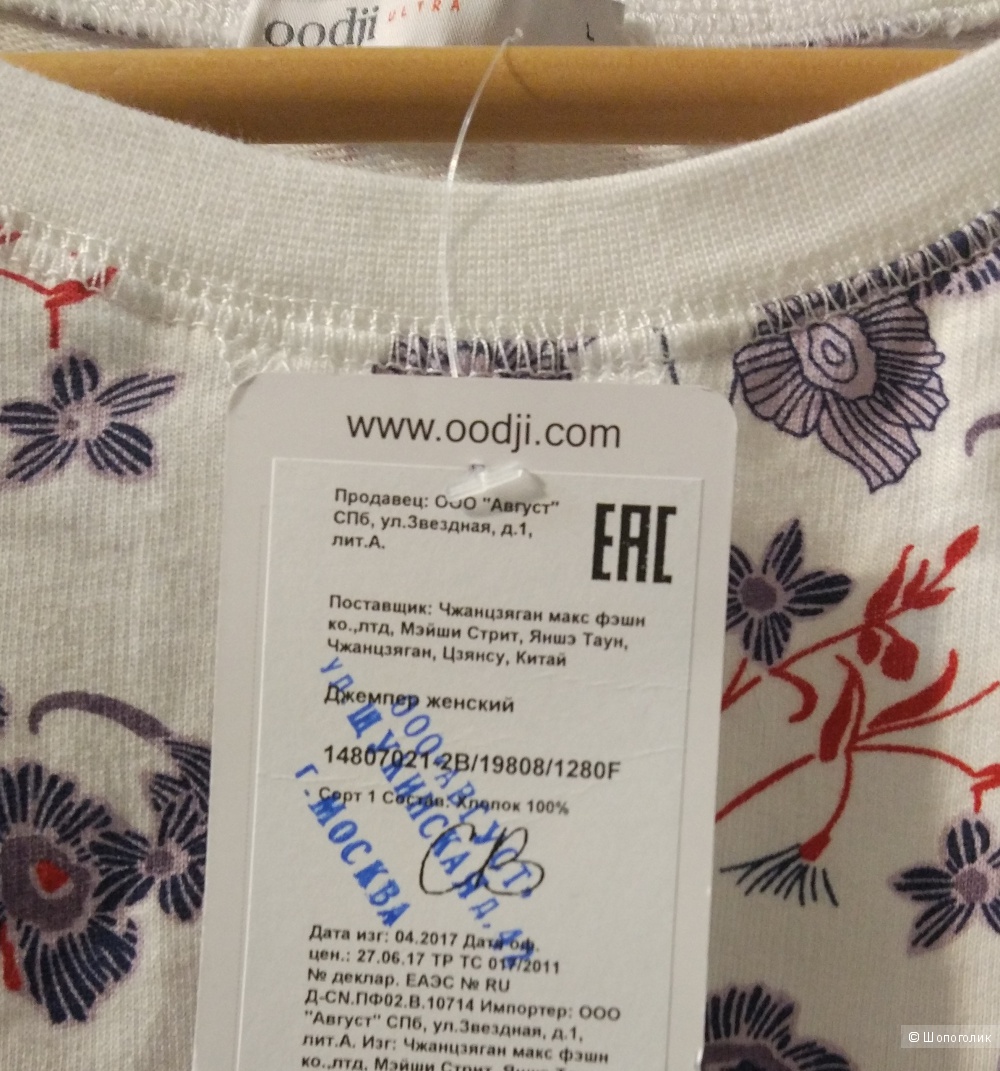 oodji ULTRA
L
www.oodji.com
Продавец: ООО "Август"
СПб, ул.Звездная, д.1,
лит.А.
EAC
Поставщик: Чжанцзяган макс фэшн
ко.,лтд, Мэйши Стрит, Яншэ Таун,
Чжанцзяган, Цзянсу, Китай
Джемпер женский
14807021-2B/19808/1280F
Сорт 1 Состав: Хлопок 100%
ООО "АВГУСТ"
УЛ. ЩУКИНСКАЯ Д. 42
Г. МОСКВА
Дата изг: 04.2017 Дата оф.
цен.: 27.06.17 ТР ТС 017/2011
№ деклар. ЕАЭС № RU
Д-CN.ПФ02.В.10714 Импортер: ООО
"Август" СПб, ул.Звездная, д.1,
лит.А. Изг: Чжанцзяган макс фэшн
ко.,лтд, Мэйши Стрит, Яншэ
© Шопоголик